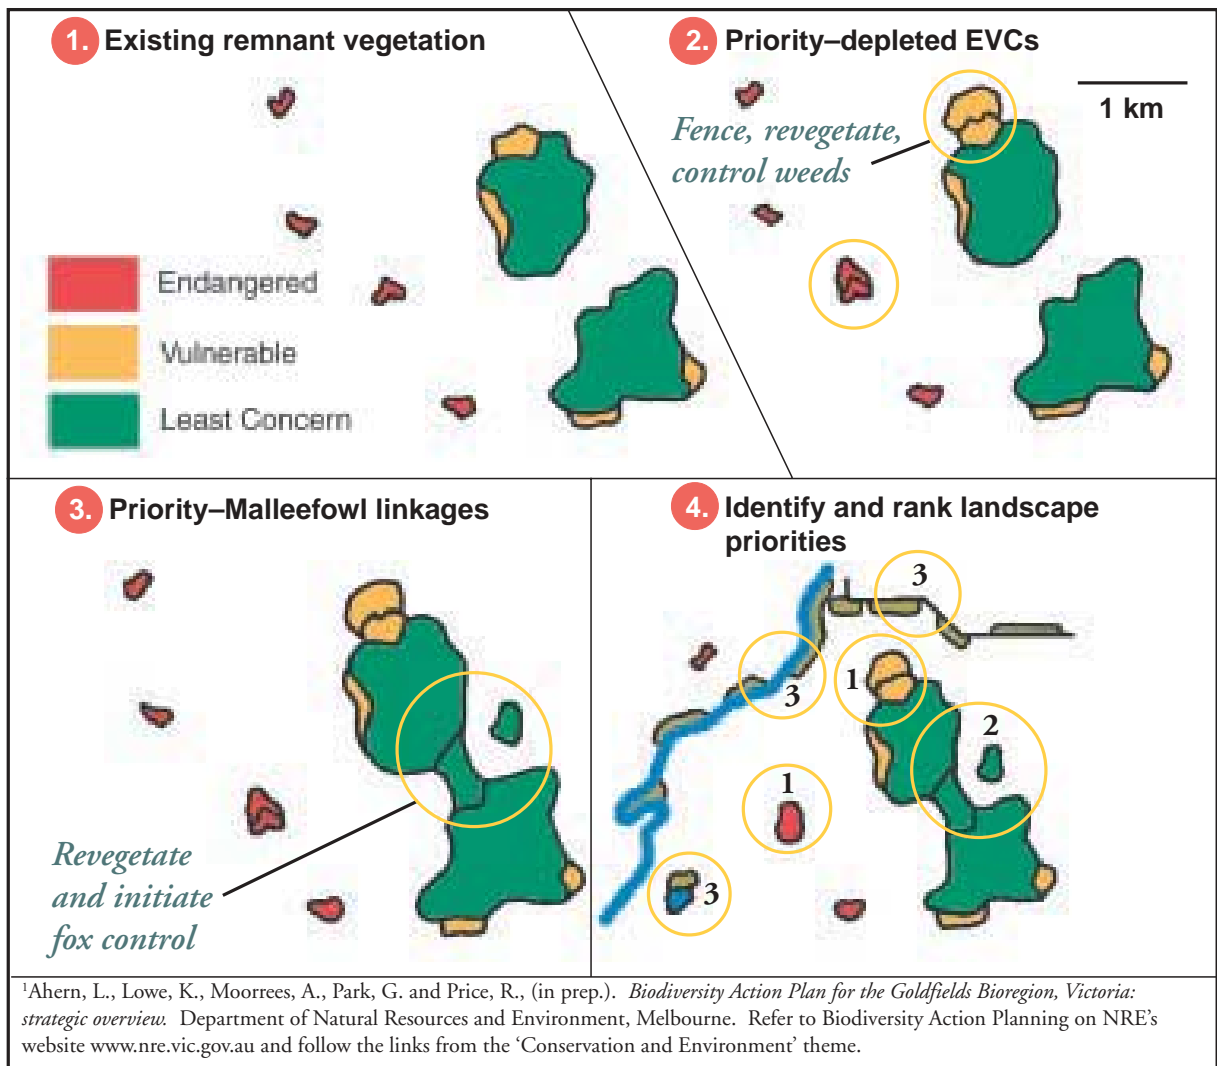 1. Existing remnant vegetation
Endangered
Vulnerable
Least Concern
2. Priority–depleted EVCs
1 km
Fence, revegetate,
control weeds
3. Priority–Malleefowl linkages
Revegetate
and initiate
fox control
4. Identify and rank landscape
priorities
3
3
1
2
1
3
¹Ahern, L., Lowe, K., Moorrees, A., Park, G. and Price, R., (in prep.). Biodiversity Action Plan for the Goldfields Bioregion, Victoria:
strategic overview. Department of Natural Resources and Environment, Melbourne. Refer to Biodiversity Action Planning on NRE’s
website www.nre.vic.gov.au and follow the links from the ‘Conservation and Environment’ theme.